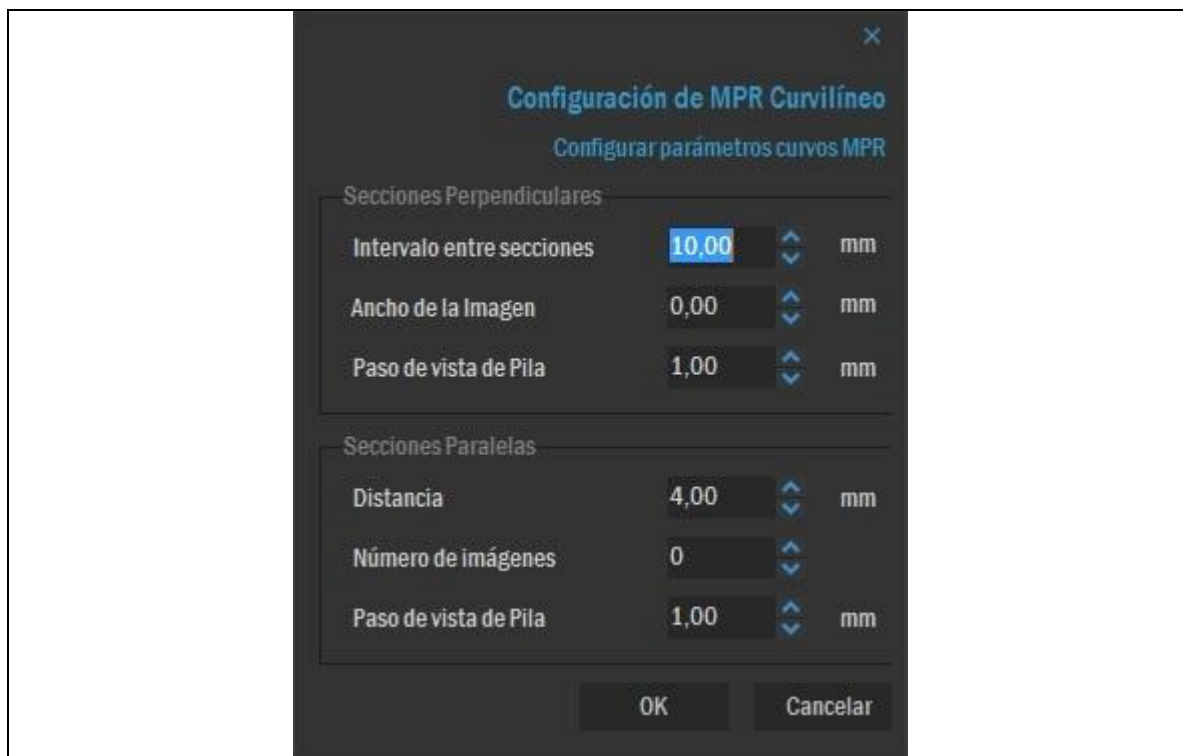 Configuración de MPR Curvilíneo
Configurar parámetros curvos MPR
Secciones Perpendiculares
Intervalo entre secciones 10,00 mm
Ancho de la Imagen 0,00 mm
Paso de vista de Pila 1,00 mm
Secciones Paralelas
Distancia 4,00 mm
Número de imágenes 0
Paso de vista de Pila 1,00 mm
OK Cancelar